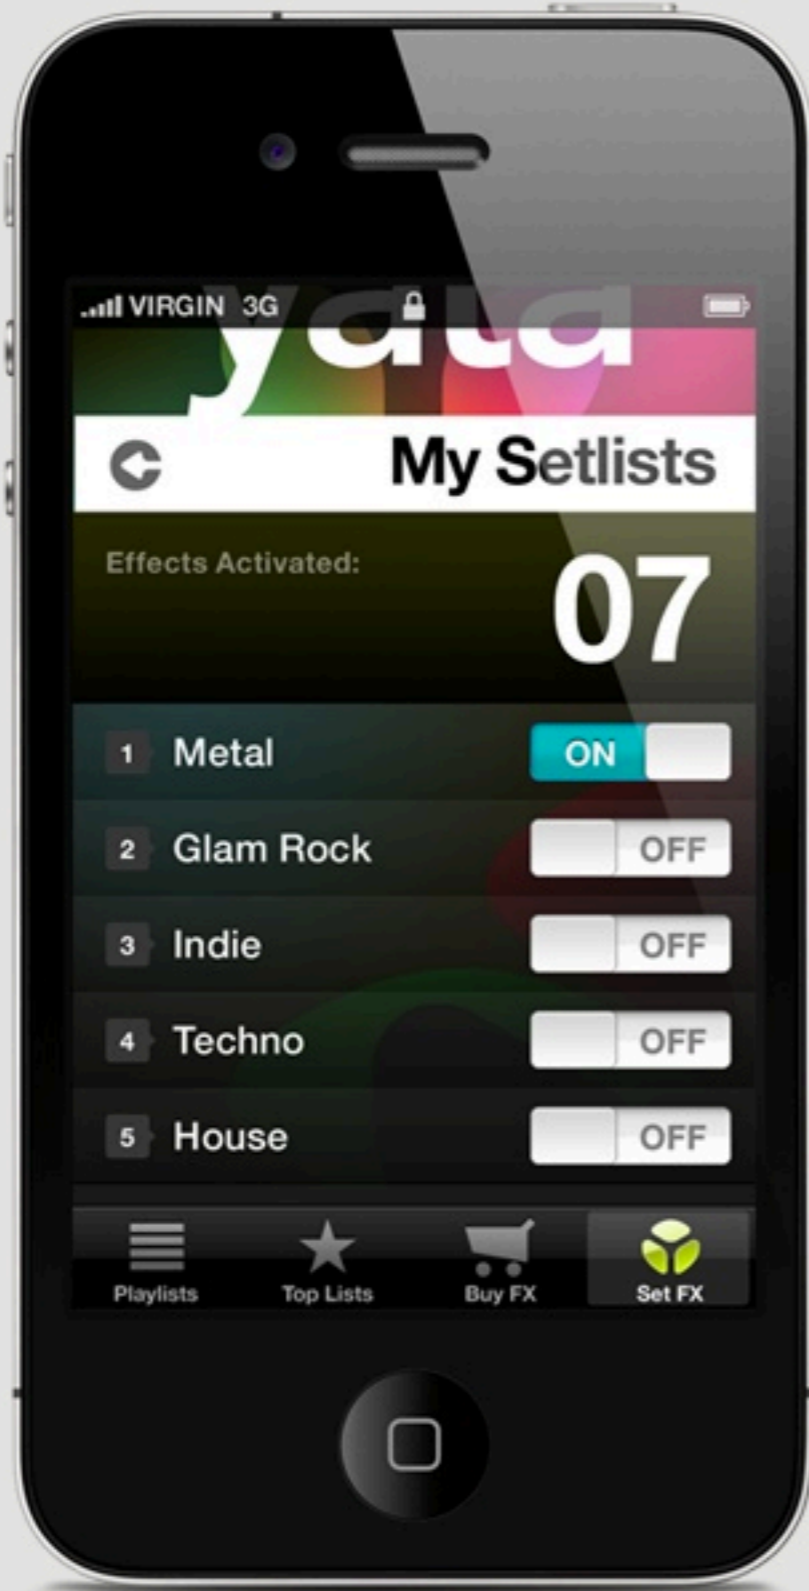 VIRGIN 3G
yala
My Setlists
Effects Activated:
07
1 Metal ON
2 Glam Rock OFF
3 Indie OFF
4 Techno OFF
5 House OFF
Playlists Top Lists Buy FX Set FX